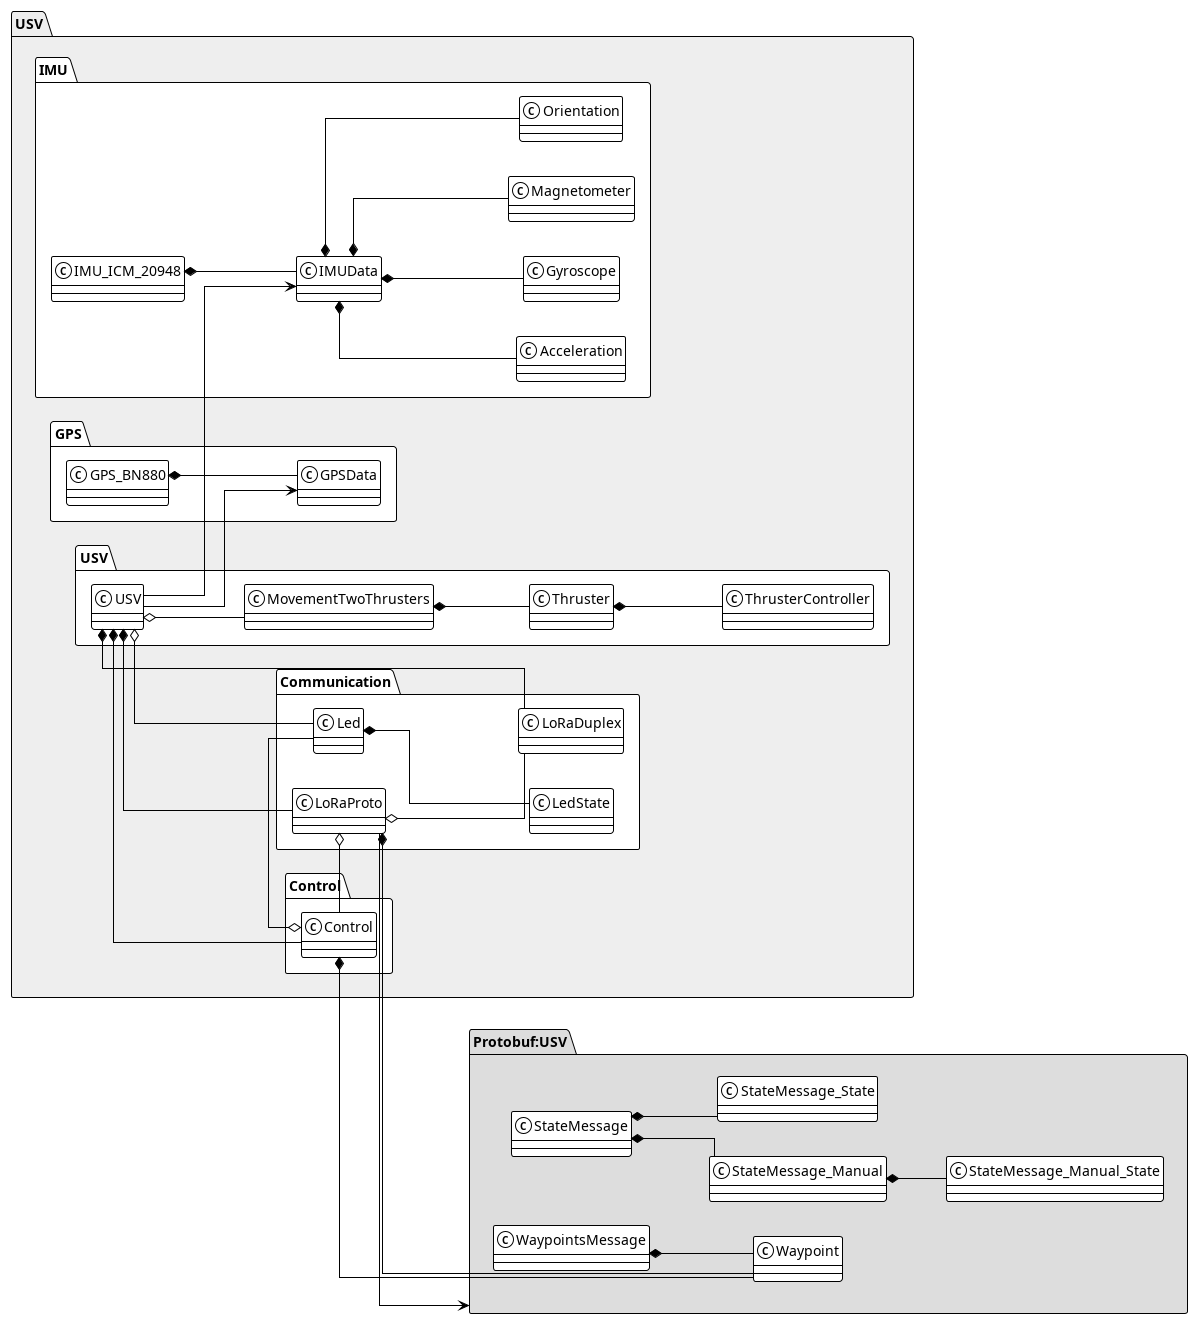 USV
IMU
C Orientation
C Magnetometer
C IMU_ICM_20948
C IMUData
C Gyroscope
C Acceleration
GPS
C GPS_BN880
C GPSData
USV
C USV
C MovementTwoThrusters
C Thruster
C ThrusterController
Communication
C Led
C LoRaDuplex
C LoRaProto
C LedState
Control
C Control
Protobuf:USV
C StateMessage_State
C StateMessage
C StateMessage_Manual
C StateMessage_Manual_State
C WaypointsMessage
C Waypoint